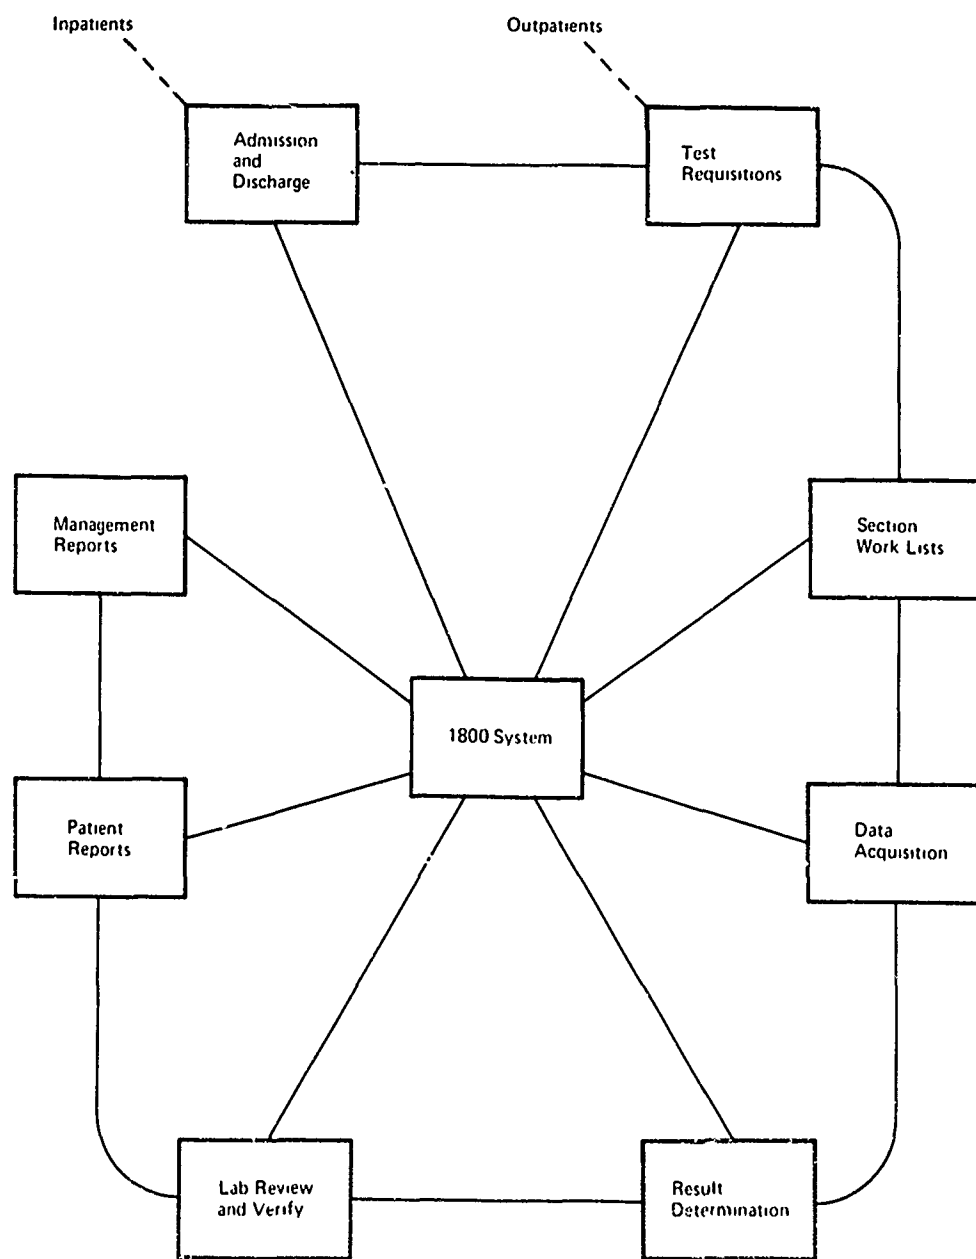 Inpatients
Outpatients
Admission
and
Discharge
Test
Requisitions
Management
Reports
Section
Work Lists
1800 System
Patient
Reports
Data
Acquisition
Lab Review
and Verify
Result
Determination